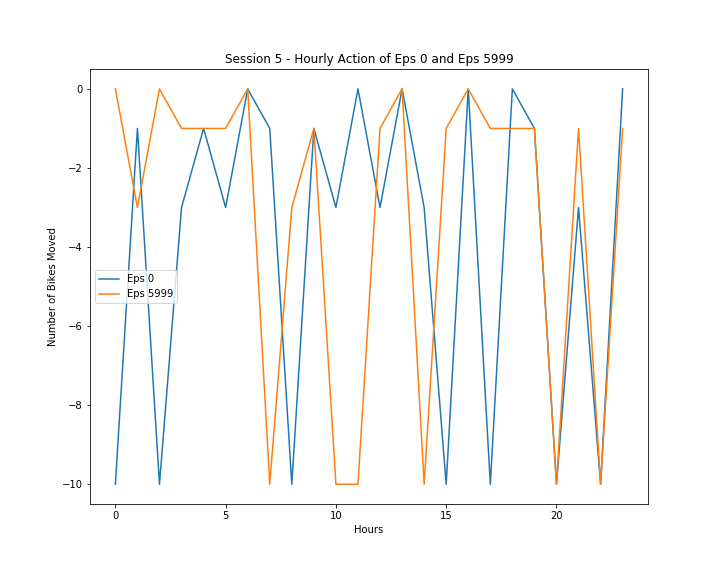 Session 5 - Hourly Action of Eps 0 and Eps 5999
0
−2
−4
−6
−8
−10
Number of Bikes Moved
Eps 0
Eps 5999
0
5
10
15
20
Hours